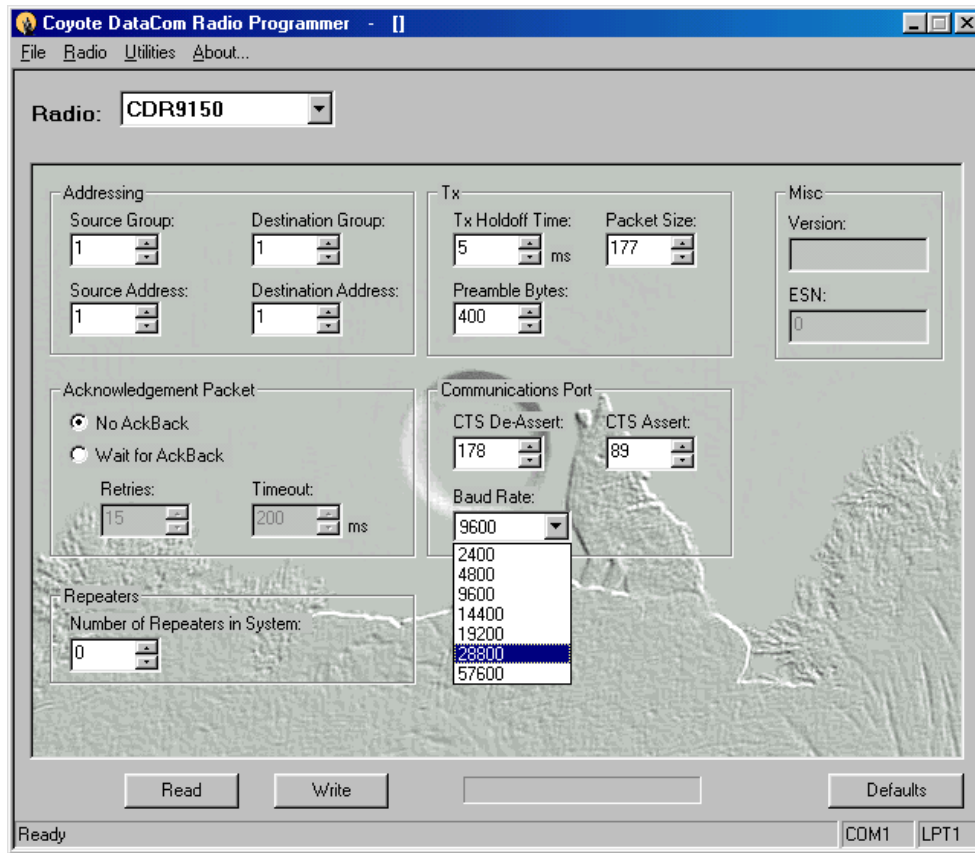 Coyote DataCom Radio Programmer - []
File Radio Utilities About...
Radio: CDR9150
Addressing
Source Group: Destination Group:
1 1
Source Address: Destination Address:
1 1
Tx
Tx Holdoff Time: Packet Size:
5 ms 177
Preamble Bytes:
400
Misc
Version:
ESN:
0
Acknowledgement Packet
No AckBack
Wait for AckBack
Retries: Timeout:
15 200 ms
Communications Port
CTS De-Assert: CTS Assert:
178 89
Baud Rate:
9600
2400
4800
9600
14400
19200
28800
57600
Repeaters
Number of Repeaters in System:
0
Read Write Defaults
Ready COM1 LPT1